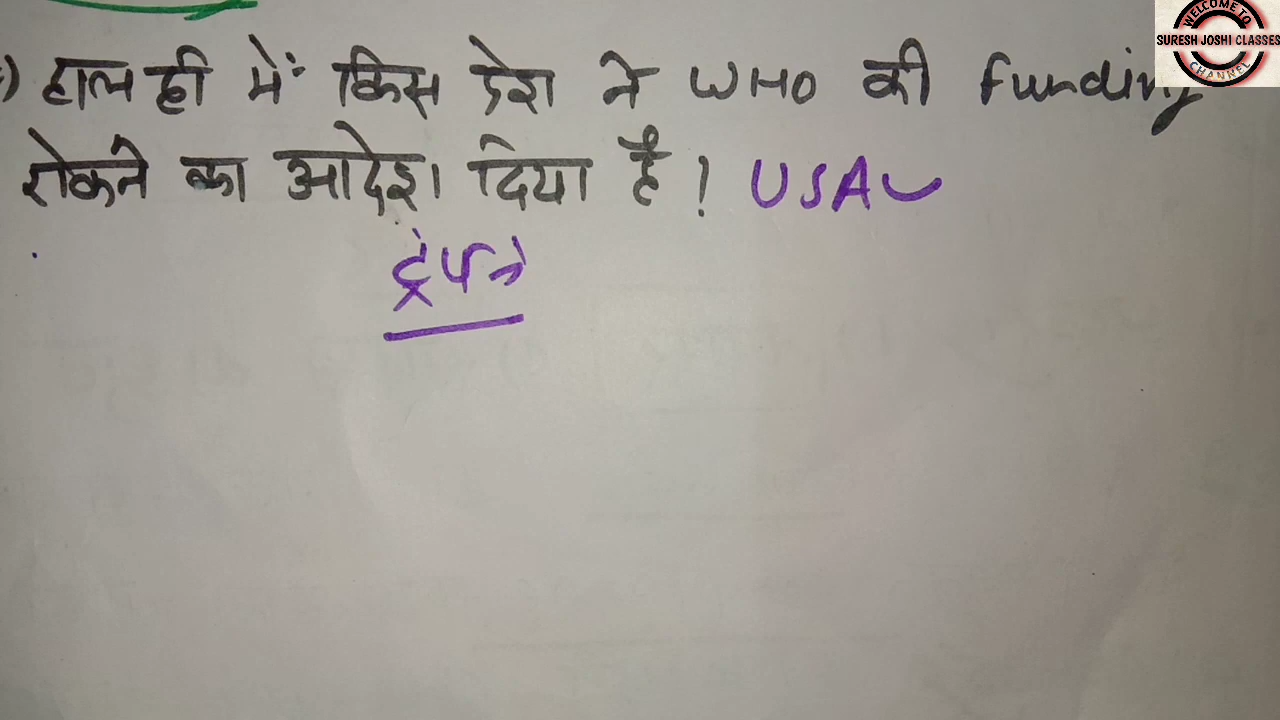 हाल ही में किस देश ने WHO की funding
रोकने का आदेश दिया है! USA
ट्रंप ने
WELCOME TO
SURESH JOSHI CLASSES
CHANNEL